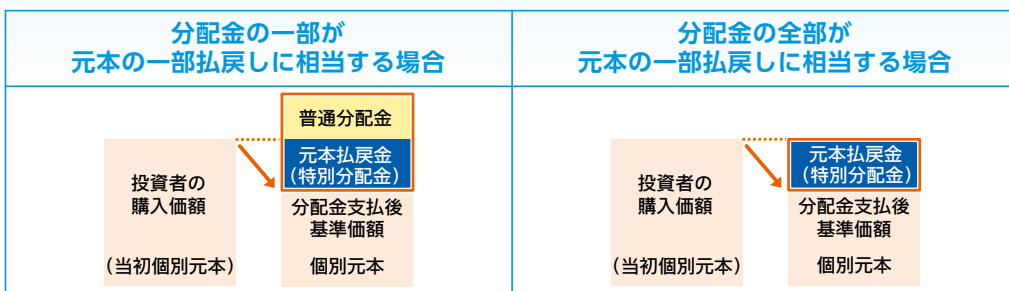 分配金の一部が
元本の一部払戻しに相当する場合
分配金の全部が
元本の一部払戻しに相当する場合
普通分配金
元本払戻金
（特別分配金）
投資者の
購入価額
（当初個別元本）
分配金支払後
基準価額
個別元本
元本払戻金
（特別分配金）
投資者の
購入価額
（当初個別元本）
分配金支払後
基準価額
個別元本